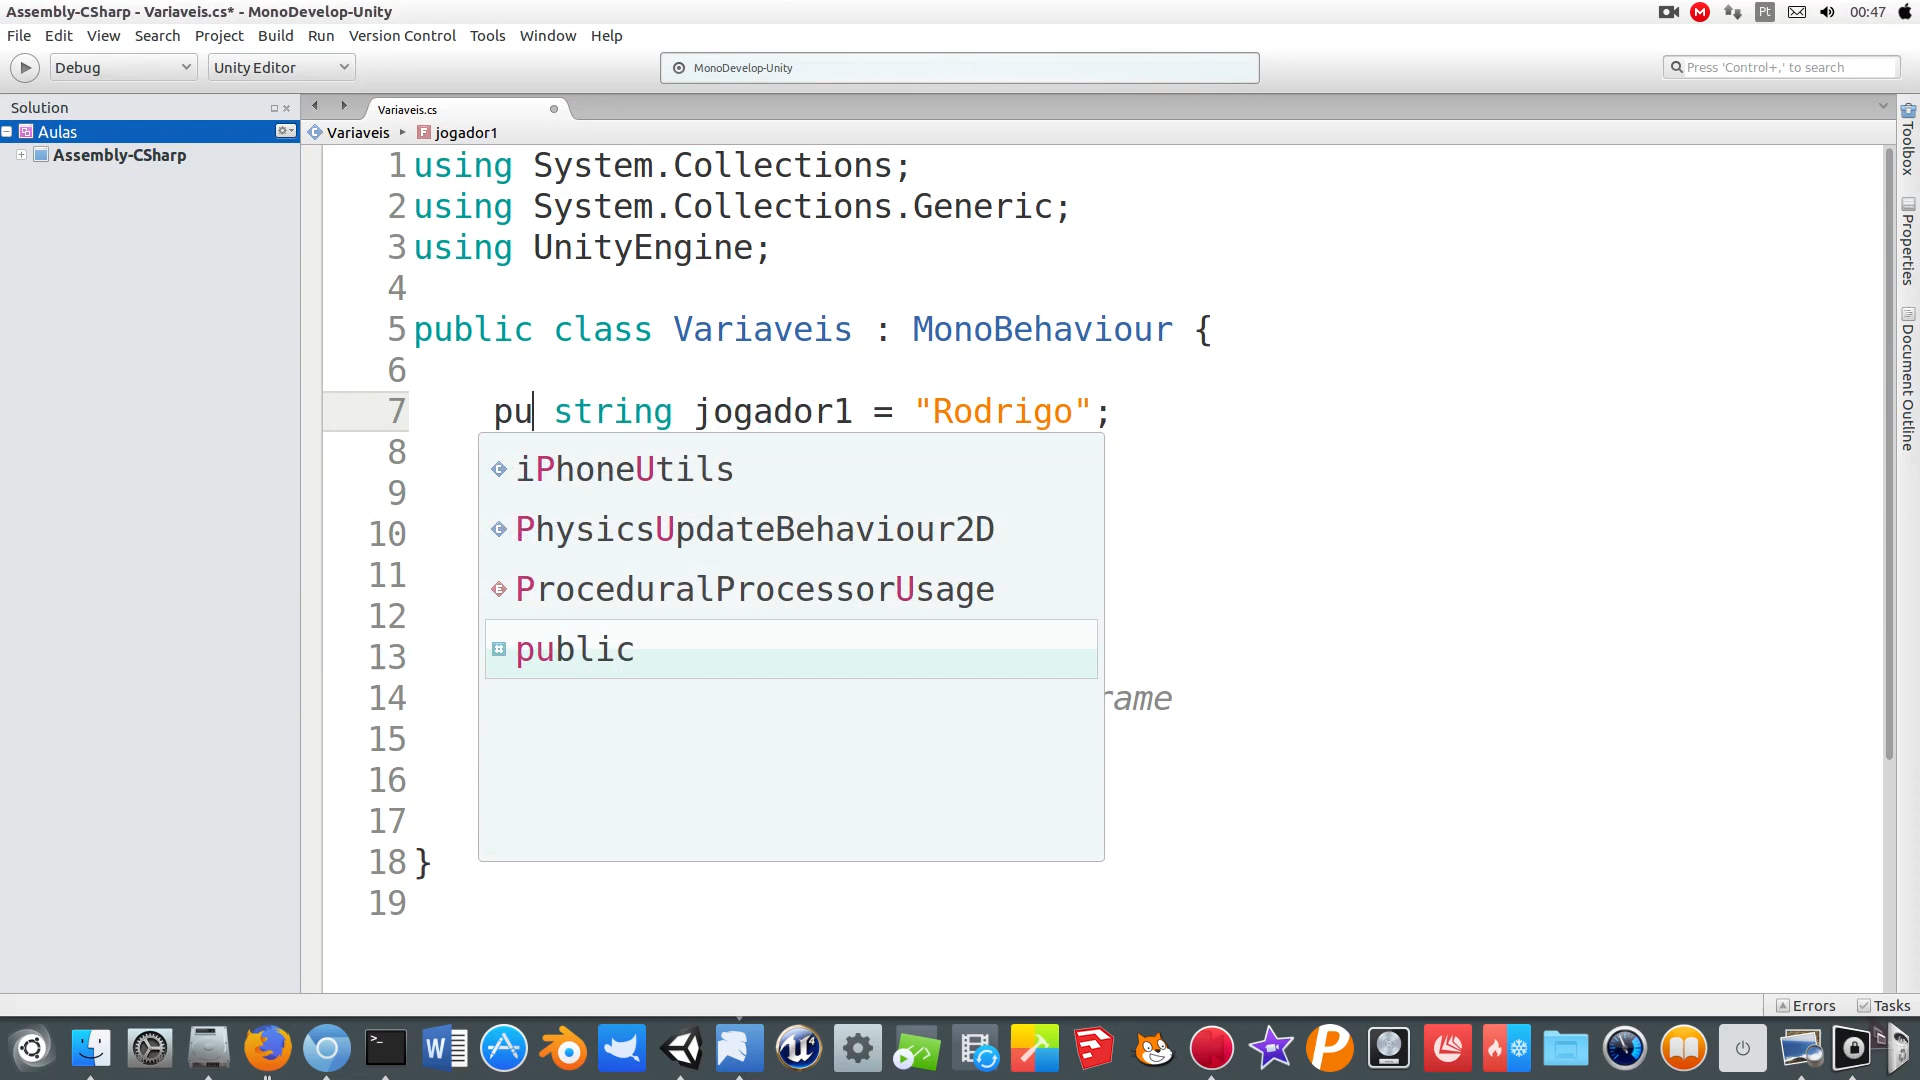 Assembly-CSharp - Variaveis.cs* - MonoDevelop-Unity
Pt
00:47
File Edit View Search Project Build Run Version Control Tools Window Help
Debug
Unity Editor
MonoDevelop-Unity
Press 'Control+,' to search
Solution
Variaveis.cs
Aulas
Variaveis
jogador1
Assembly-CSharp
1 using System.Collections;
2 using System.Collections.Generic;
3 using UnityEngine;
4
5 public class Variaveis : MonoBehaviour {
6
7 pu string jogador1 = "Rodrigo";
8
iPhoneUtils
9
PhysicsUpdateBehaviour2D
10
11
ProceduralProcessorUsage
12
13
public
14 rame
15
16
17
18 }
19
Toolbox
Properties
Document Outline
Errors
Tasks